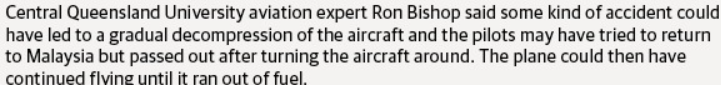 Central Queensland University aviation expert Ron Bishop said some kind of accident could
have led to a gradual decompression of the aircraft and the pilots may have tried to return
to Malaysia but passed out after turning the aircraft around. The plane could then have
continued flying until it ran out of fuel.